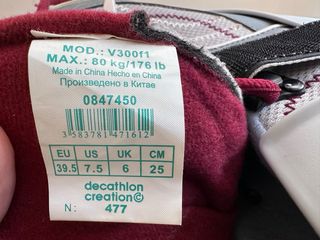 MOD.: V300f1
MAX.: 80 kg/176 lb
Made in China Hecho en China
Произведено в Китае
0847450
3 583781 471612
EU US UK CM
39.5 7.5 6 25
decathlon
creation©
N: 477